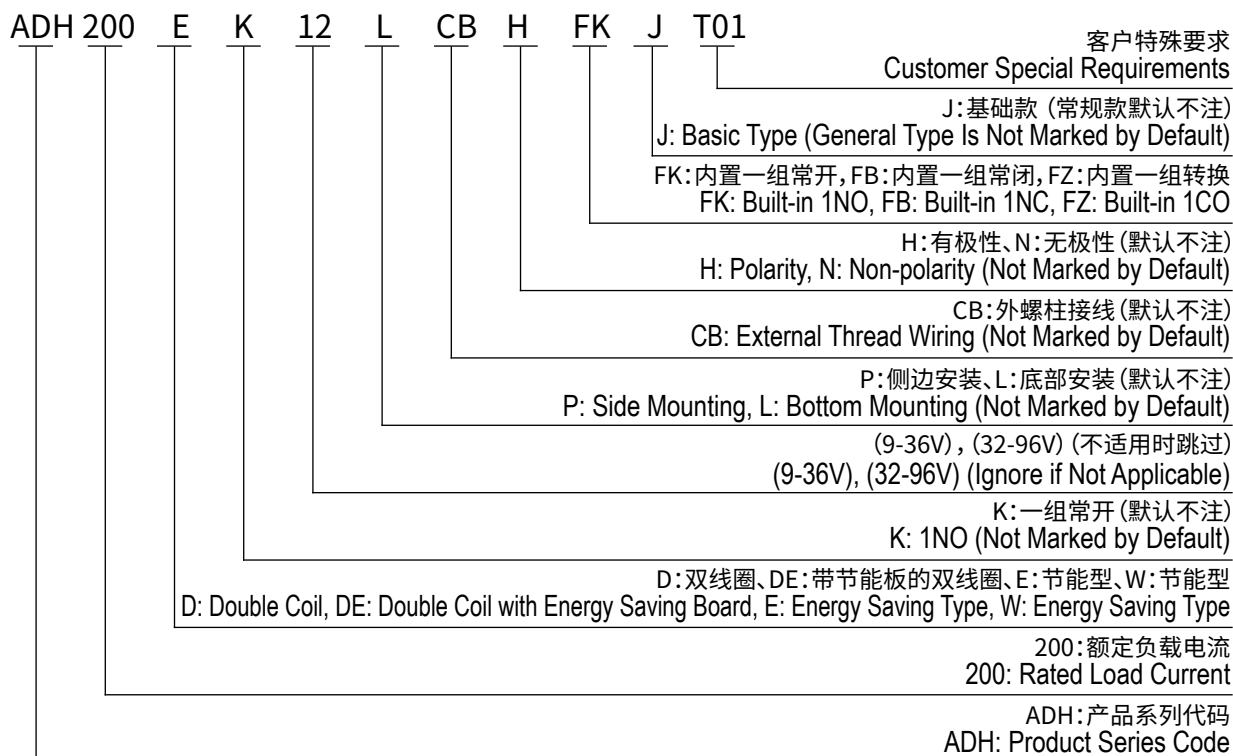 ADH 200 E K 12 L CB H FK J T01
客户特殊要求
Customer Special Requirements
J:基础款 (常规款默认不注)
J: Basic Type (General Type Is Not Marked by Default)
FK:内置一组常开,FB:内置一组常闭,FZ:内置一组转换
FK: Built-in 1NO, FB: Built-in 1NC, FZ: Built-in 1CO
H:有极性、N:无极性(默认不注)
H: Polarity, N: Non-polarity (Not Marked by Default)
CB:外螺柱接线(默认不注)
CB: External Thread Wiring (Not Marked by Default)
P:侧边安装、L:底部安装(默认不注)
P: Side Mounting, L: Bottom Mounting (Not Marked by Default)
(9-36V),(32-96V)(不适用时跳过)
(9-36V), (32-96V) (Ignore if Not Applicable)
K:一组常开(默认不注)
K: 1NO (Not Marked by Default)
D:双线圈、DE:带节能板的双线圈、E:节能型、W:节能型
D: Double Coil, DE: Double Coil with Energy Saving Board, E: Energy Saving Type, W: Energy Saving Type
200:额定负载电流
200: Rated Load Current
ADH:产品系列代码
ADH: Product Series Code